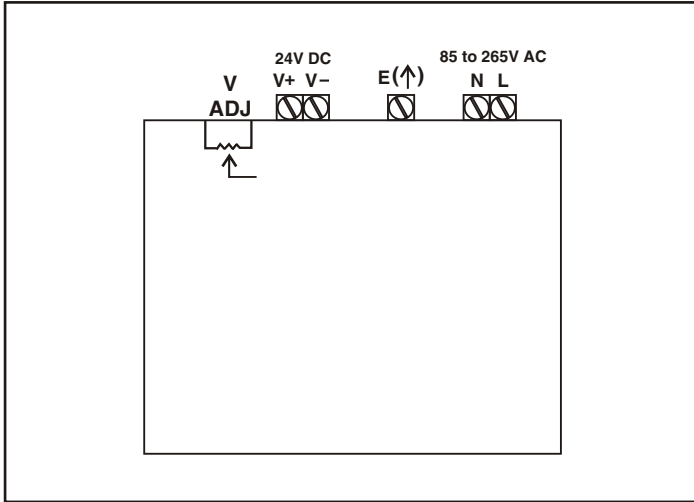 24V DC
85 to 265V AC
V
ADJ
V+ V−
E(↑)
N L